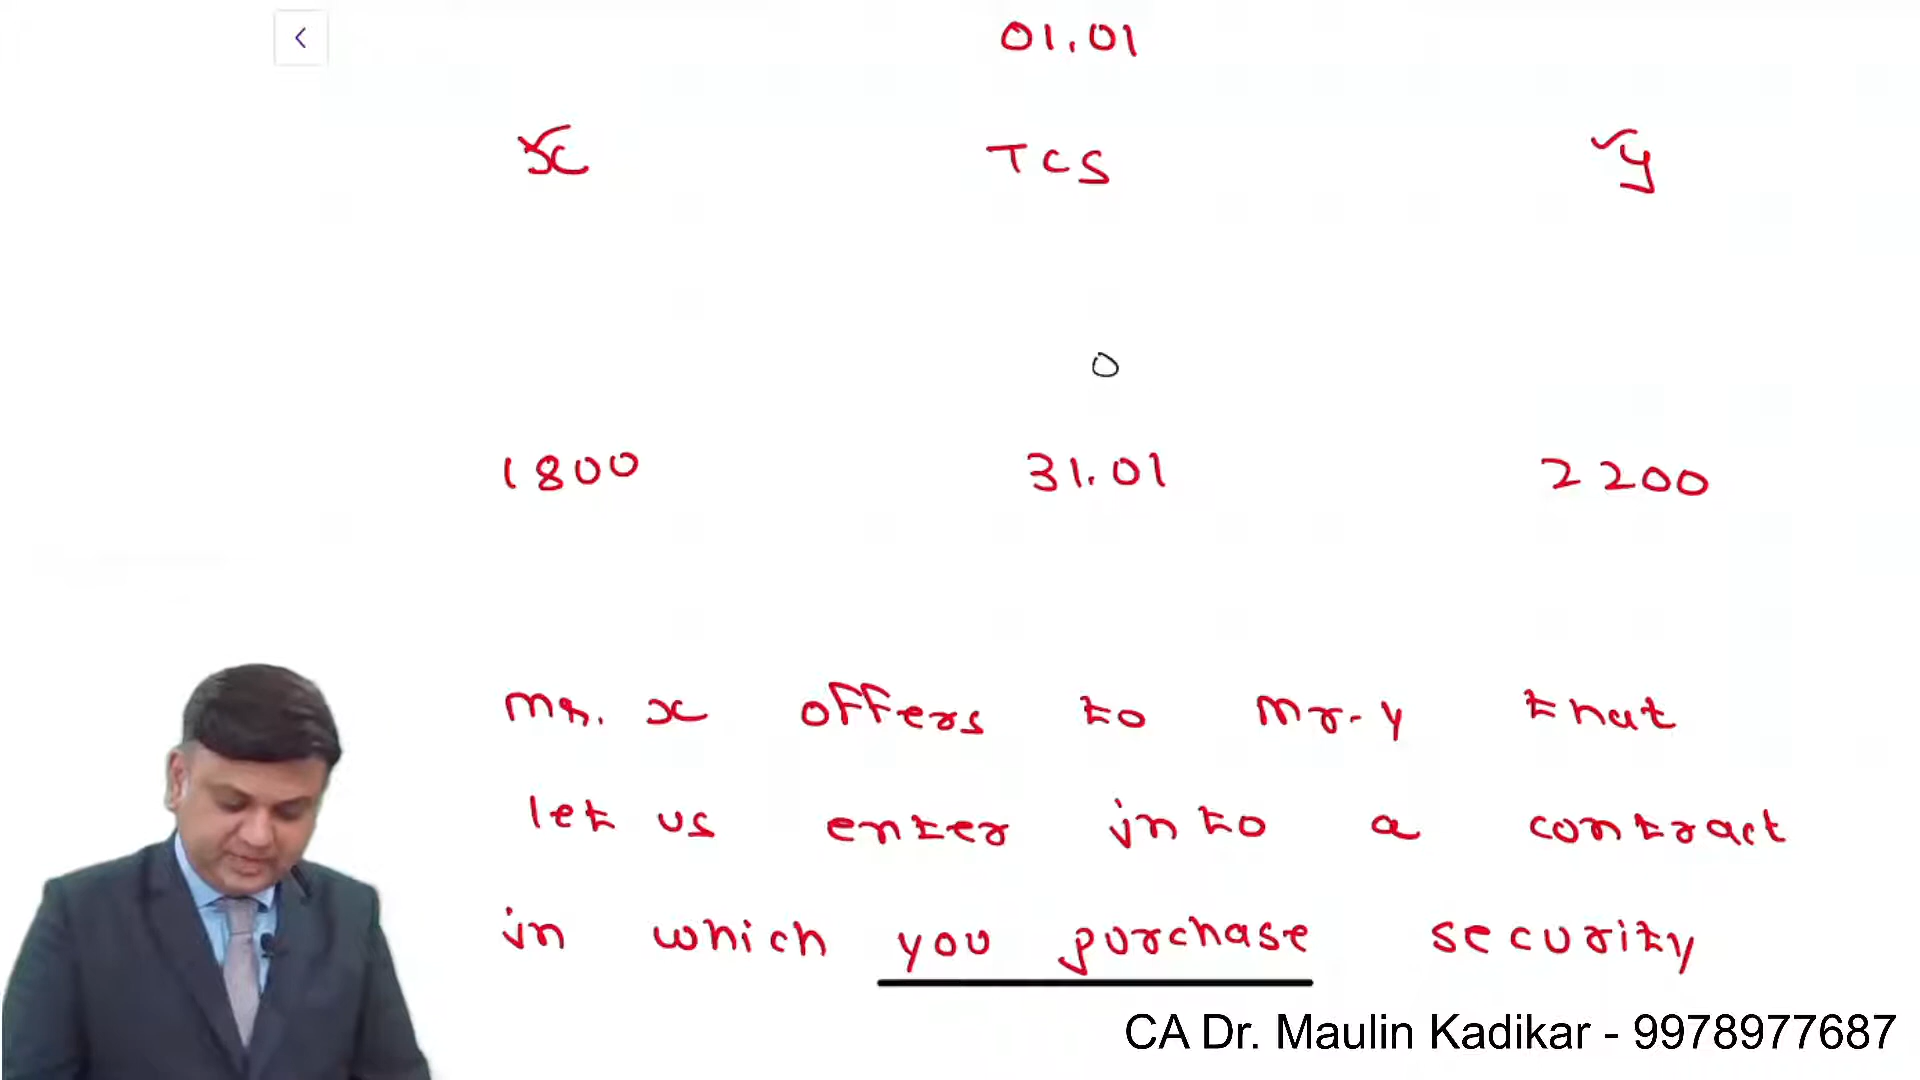 01.01
x TCS y
0
1800 31.01 2200
Mr. x offers to Mr. y that
let us enter into a contract
in which you purchase security
CA Dr. Maulin Kadikar - 9978977687